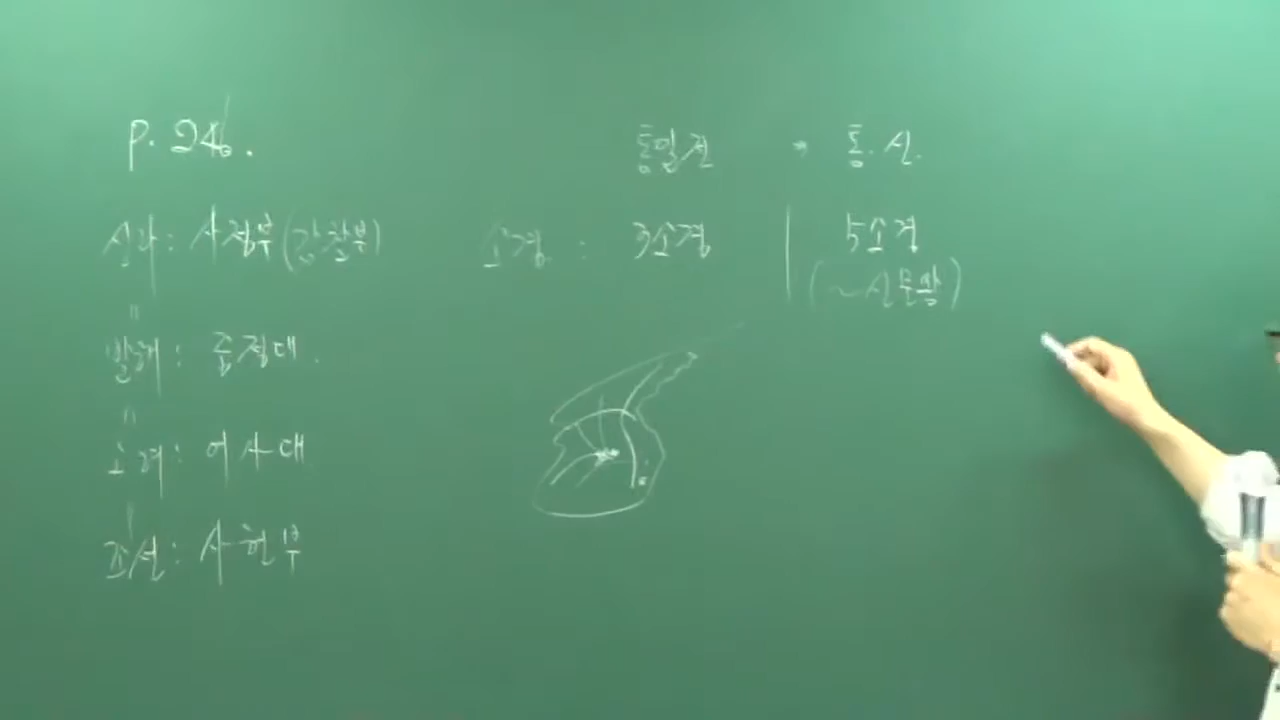 P. 246.
신라: 사정부(감찰부)
=
발해: 중정대.
=
고려: 어사대
조선: 사헌부
통일전 → 통.신.
소경 : 3소경 | 5소경
(~신문왕)